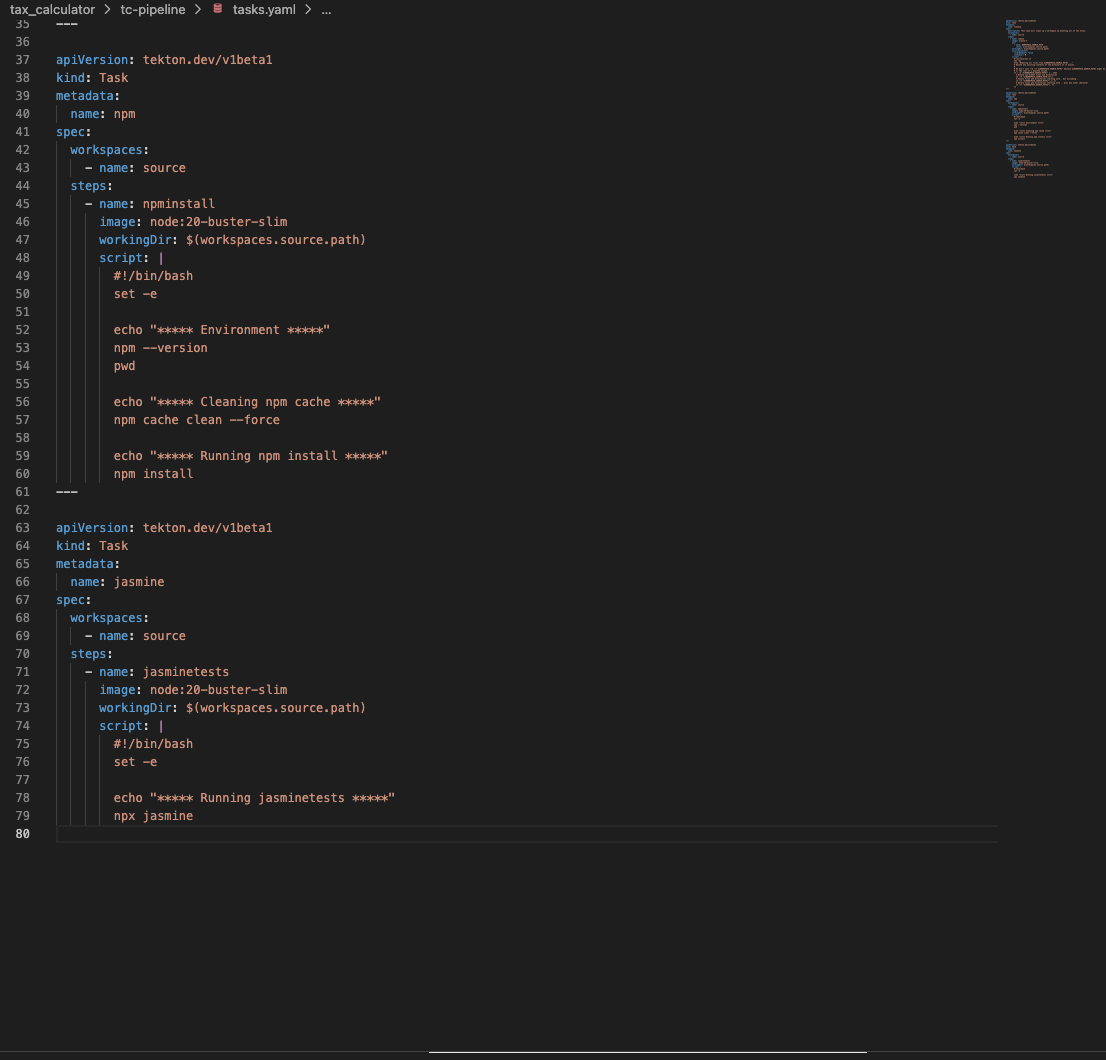 tax_calculator > tc-pipeline > tasks.yaml > ...
35 ---
36
37 apiVersion: tekton.dev/v1beta1
38 kind: Task
39 metadata:
40   name: npm
41 spec:
42   workspaces:
43     - name: source
44   steps:
45     - name: npminstall
46       image: node:20-buster-slim
47       workingDir: $(workspaces.source.path)
48       script: |
49         #!/bin/bash
50         set -e
51
52         echo "***** Environment *****"
53         npm --version
54         pwd
55
56         echo "***** Cleaning npm cache *****"
57         npm cache clean --force
58
59         echo "***** Running npm install *****"
60         npm install
61 ---
62
63 apiVersion: tekton.dev/v1beta1
64 kind: Task
65 metadata:
66   name: jasmine
67 spec:
68   workspaces:
69     - name: source
70   steps:
71     - name: jasminetests
72       image: node:20-buster-slim
73       workingDir: $(workspaces.source.path)
74       script: |
75         #!/bin/bash
76         set -e
77
78         echo "***** Running jasminetests *****"
79         npx jasmine
80